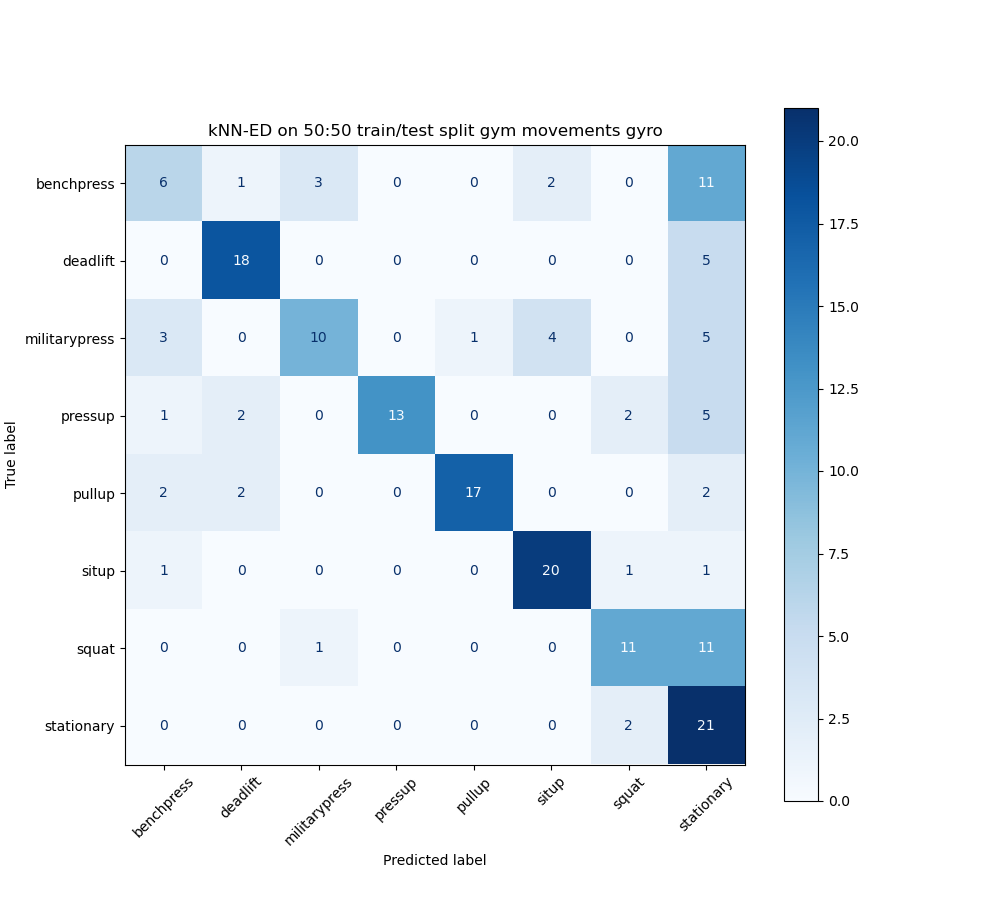 kNN-ED on 50:50 train/test split gym movements gyro
True label
benchpress 6 1 3 0 0 2 0 11
deadlift 0 18 0 0 0 0 0 5
militarypress 3 0 10 0 1 4 0 5
pressup 1 2 0 13 0 0 2 5
pullup 2 2 0 0 17 0 0 2
situp 1 0 0 0 0 20 1 1
squat 0 0 1 0 0 0 11 11
stationary 0 0 0 0 0 0 2 21
benchpress deadlift militarypress pressup pullup situp squat stationary
Predicted label
20.0
17.5
15.0
12.5
10.0
7.5
5.0
2.5
0.0